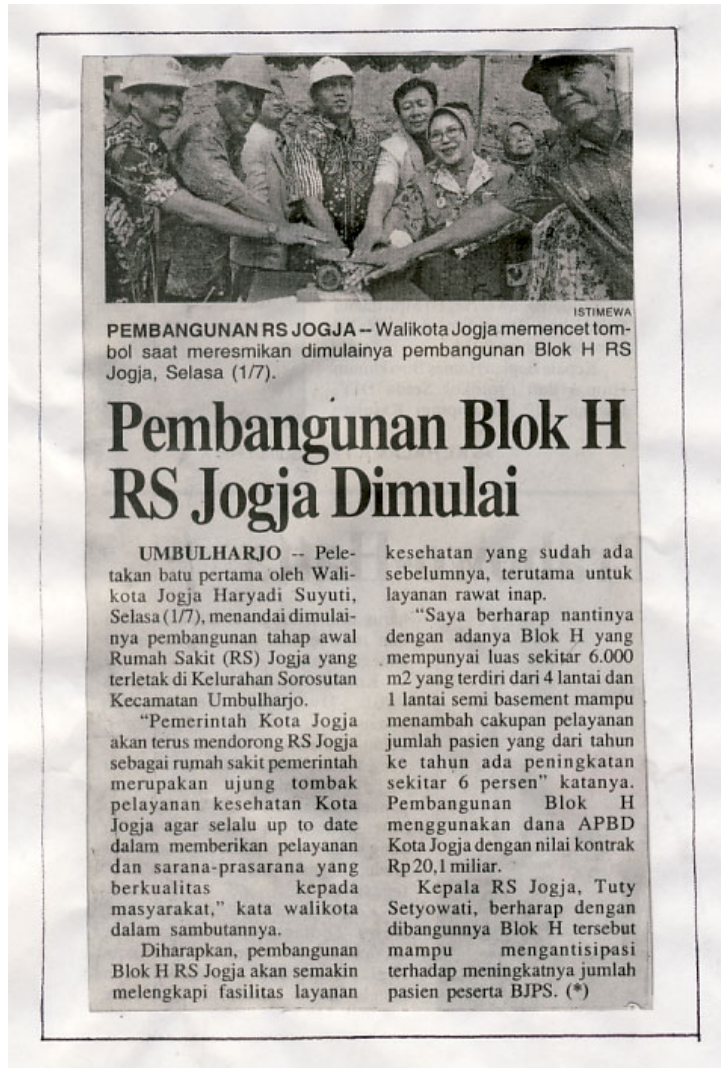 ISTIMEWA
PEMBANGUNAN RS JOGJA -- Walikota Jogja memencet tom-
bol saat meresmikan dimulainya pembangunan Blok H RS
Jogja, Selasa (1/7).
Pembangunan Blok H
RS Jogja Dimulai
UMBULHARJO -- Pele-
takan batu pertama oleh Wali-
kota Jogja Haryadi Suyuti,
Selasa (1/7), menandai dimulai-
nya pembangunan tahap awal
Rumah Sakit (RS) Jogja yang
terletak di Kelurahan Sorosutan
Kecamatan Umbulharjo.
"Pemerintah Kota Jogja
akan terus mendorong RS Jogja
sebagai rumah sakit pemerintah
merupakan ujung tombak
pelayanan kesehatan Kota
Jogja agar selalu up to date
dalam memberikan pelayanan
dan sarana-prasarana yang
berkualitas kepada
masyarakat," kata walikota
dalam sambutannya.
Diharapkan, pembangunan
Blok H RS Jogja akan semakin
melengkapi fasilitas layanan
kesehatan yang sudah ada
sebelumnya, terutama untuk
layanan rawat inap.
"Saya berharap nantinya
dengan adanya Blok H yang
mempunyai luas sekitar 6.000
m2 yang terdiri dari 4 lantai dan
1 lantai semi basement mampu
menambah cakupan pelayanan
jumlah pasien yang dari tahun
ke tahun ada peningkatan
sekitar 6 persen" katanya.
Pembangunan Blok H
menggunakan dana APBD
Kota Jogja dengan nilai kontrak
Rp20,1 miliar.
Kepala RS Jogja, Tuty
Setyowati, berharap dengan
dibangunnya Blok H tersebut
mampu mengantisipasi
terhadap meningkatnya jumlah
pasien peserta BJPS. (*)